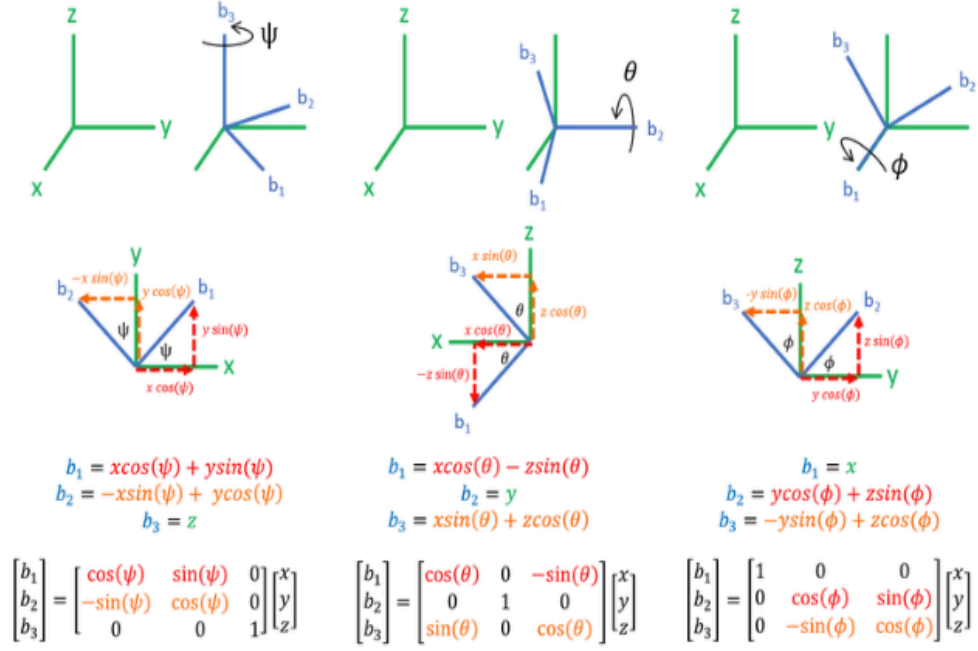 z
b₃
ψ
b₂
y
x
b₁
z
b₃
θ
y
b₂
x
b₁
z
b₃
b₂
y
ϕ
x
b₁
y
−x sin(ψ)
b₂
y cos(ψ)
b₁
ψ
y sin(ψ)
ψ
x
x cos(ψ)
z
x sin(θ)
b₃
θ
z cos(θ)
x cos(θ)
x
θ
−z sin(θ)
b₁
z
-y sin(ϕ)
b₃
z cos(ϕ)
b₂
ϕ
z sin(ϕ)
ϕ
y
y cos(ϕ)
b₁ = xcos(ψ) + ysin(ψ)
b₂ = −xsin(ψ) + ycos(ψ)
b₃ = z
b₁ = xcos(θ) − zsin(θ)
b₂ = y
b₃ = xsin(θ) + zcos(θ)
b₁ = x
b₂ = ycos(ϕ) + zsin(ϕ)
b₃ = −ysin(ϕ) + zcos(ϕ)
[b₁] [cos(ψ) sin(ψ) 0] [x]
[b₂] = [−sin(ψ) cos(ψ) 0] [y]
[b₃] [0 0 1] [z]
[b₁] [cos(θ) 0 −sin(θ)] [x]
[b₂] = [0 1 0] [y]
[b₃] [sin(θ) 0 cos(θ)] [z]
[b₁] [1 0 0] [x]
[b₂] = [0 cos(ϕ) sin(ϕ)] [y]
[b₃] [0 −sin(ϕ) cos(ϕ)] [z]